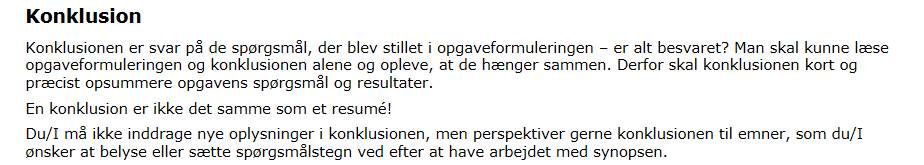 Konklusion
Konklusionen er svar på de spørgsmål, der blev stillet i opgaveformuleringen – er alt besvaret? Man skal kunne læse
opgaveformuleringen og konklusionen alene og opleve, at de hænger sammen. Derfor skal konklusionen kort og
præcist opsummere opgavens spørgsmål og resultater.
En konklusion er ikke det samme som et resumé!
Du/I må ikke inddrage nye oplysninger i konklusionen, men perspektiver gerne konklusionen til emner, som du/I
ønsker at belyse eller sætte spørgsmålstegn ved efter at have arbejdet med synopsen.